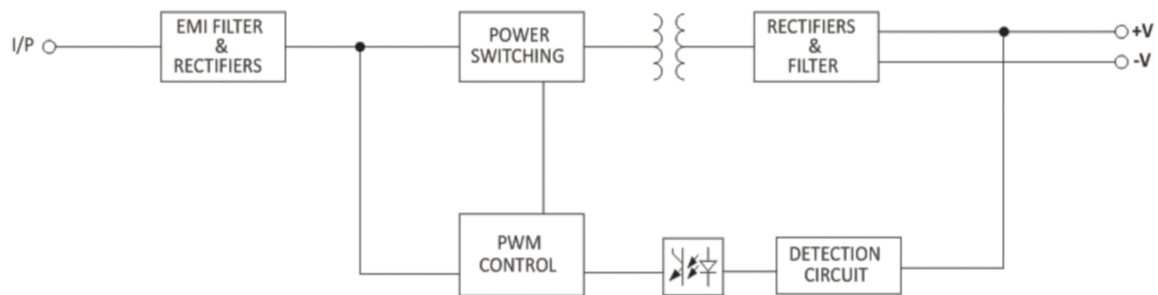 I/P
EMI FILTER
&
RECTIFIERS
POWER
SWITCHING
RECTIFIERS
&
FILTER
+V
-V
PWM
CONTROL
DETECTION
CIRCUIT